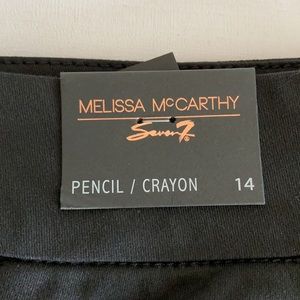 MELISSA McCARTHY
Seven7®
PENCIL / CRAYON 14